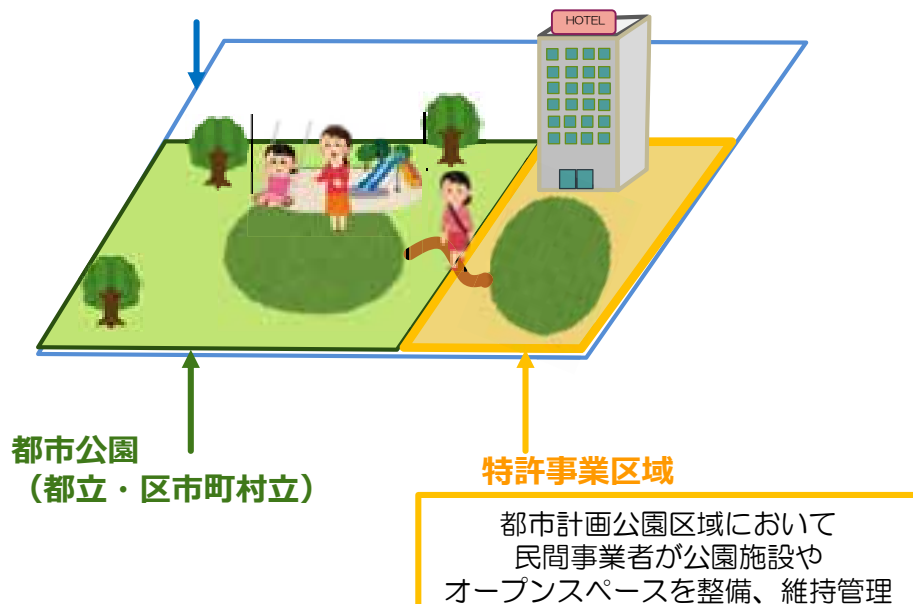 HOTEL
都市公園
（都立・区市町村立）
特許事業区域
都市計画公園区域において
民間事業者が公園施設や
オープンスペースを整備、維持管理